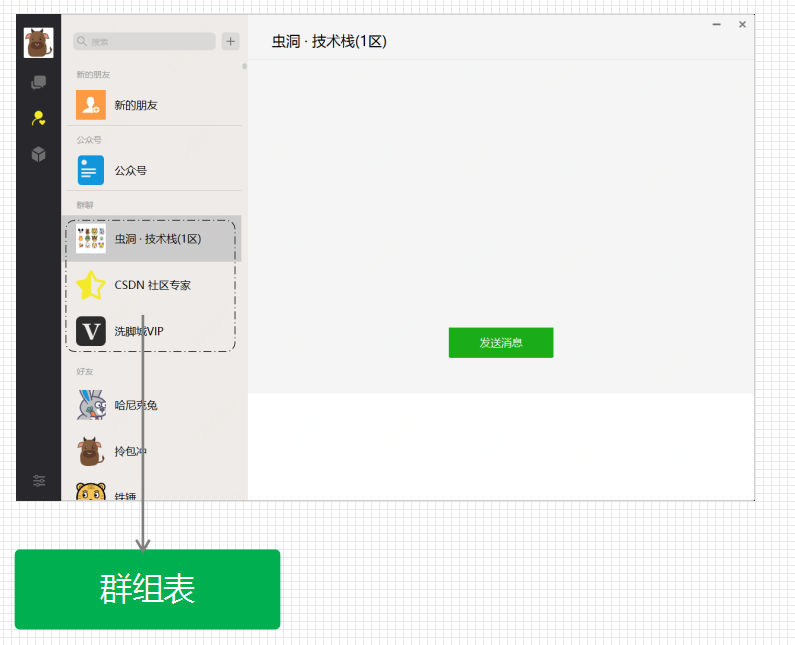 搜索
虫洞 · 技术栈(1区)
新的朋友
新的朋友
公众号
公众号
群聊
虫洞 · 技术栈(1区)
CSDN 社区专家
V
洗脚城VIP
发送消息
好友
哈尼克兔
拎包冲
铁锤
群组表